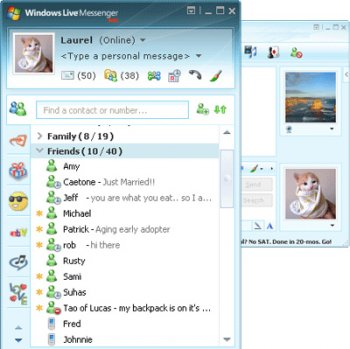 Windows Live Messenger
Laurel (Online)
<Type a personal message>
(50) (38)
Find a contact or number...
Family (8 / 19)
Friends (10 / 40)
Amy
Caetone - Just Married!!
Jeff - you are what you eat.. so I a...
Michael
Patrick - Aging early adopter
rob - hi there
Rusty
Sami
Suhas
Tao of Lucas - my backpack is on it's ...
Fred
Johnnie
Send
Search
A
al? No SAT. Done in 20-mos. Go!